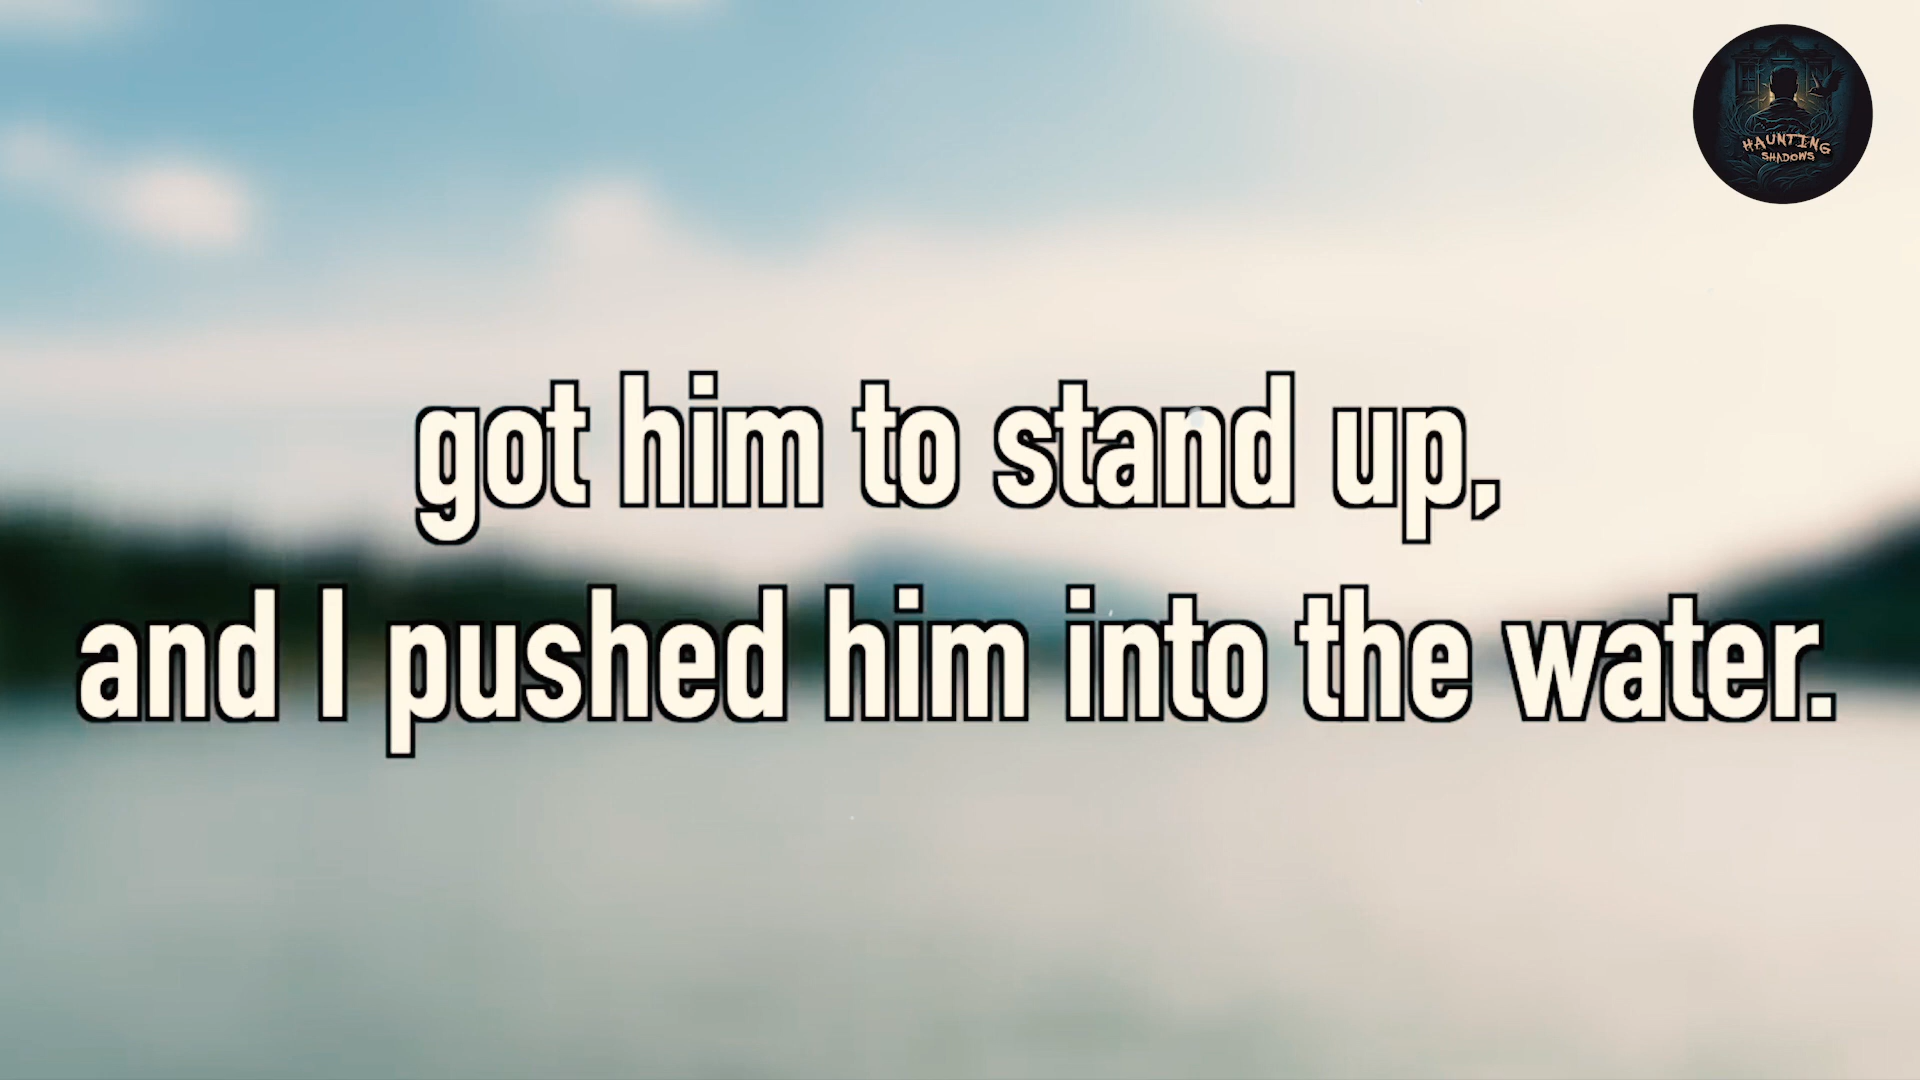 HAUNTING
SHADOWS
got him to stand up,
and I pushed him into the water.